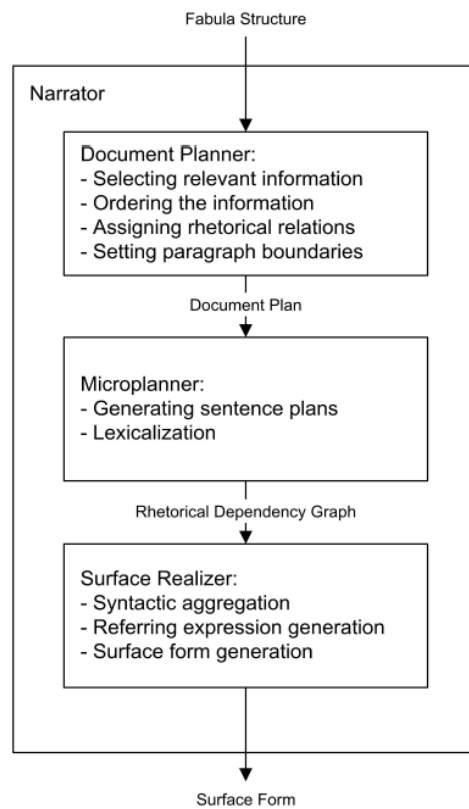 Fabula Structure
Narrator
Document Planner:
- Selecting relevant information
- Ordering the information
- Assigning rhetorical relations
- Setting paragraph boundaries
Document Plan
Microplanner:
- Generating sentence plans
- Lexicalization
Rhetorical Dependency Graph
Surface Realizer:
- Syntactic aggregation
- Referring expression generation
- Surface form generation
Surface Form